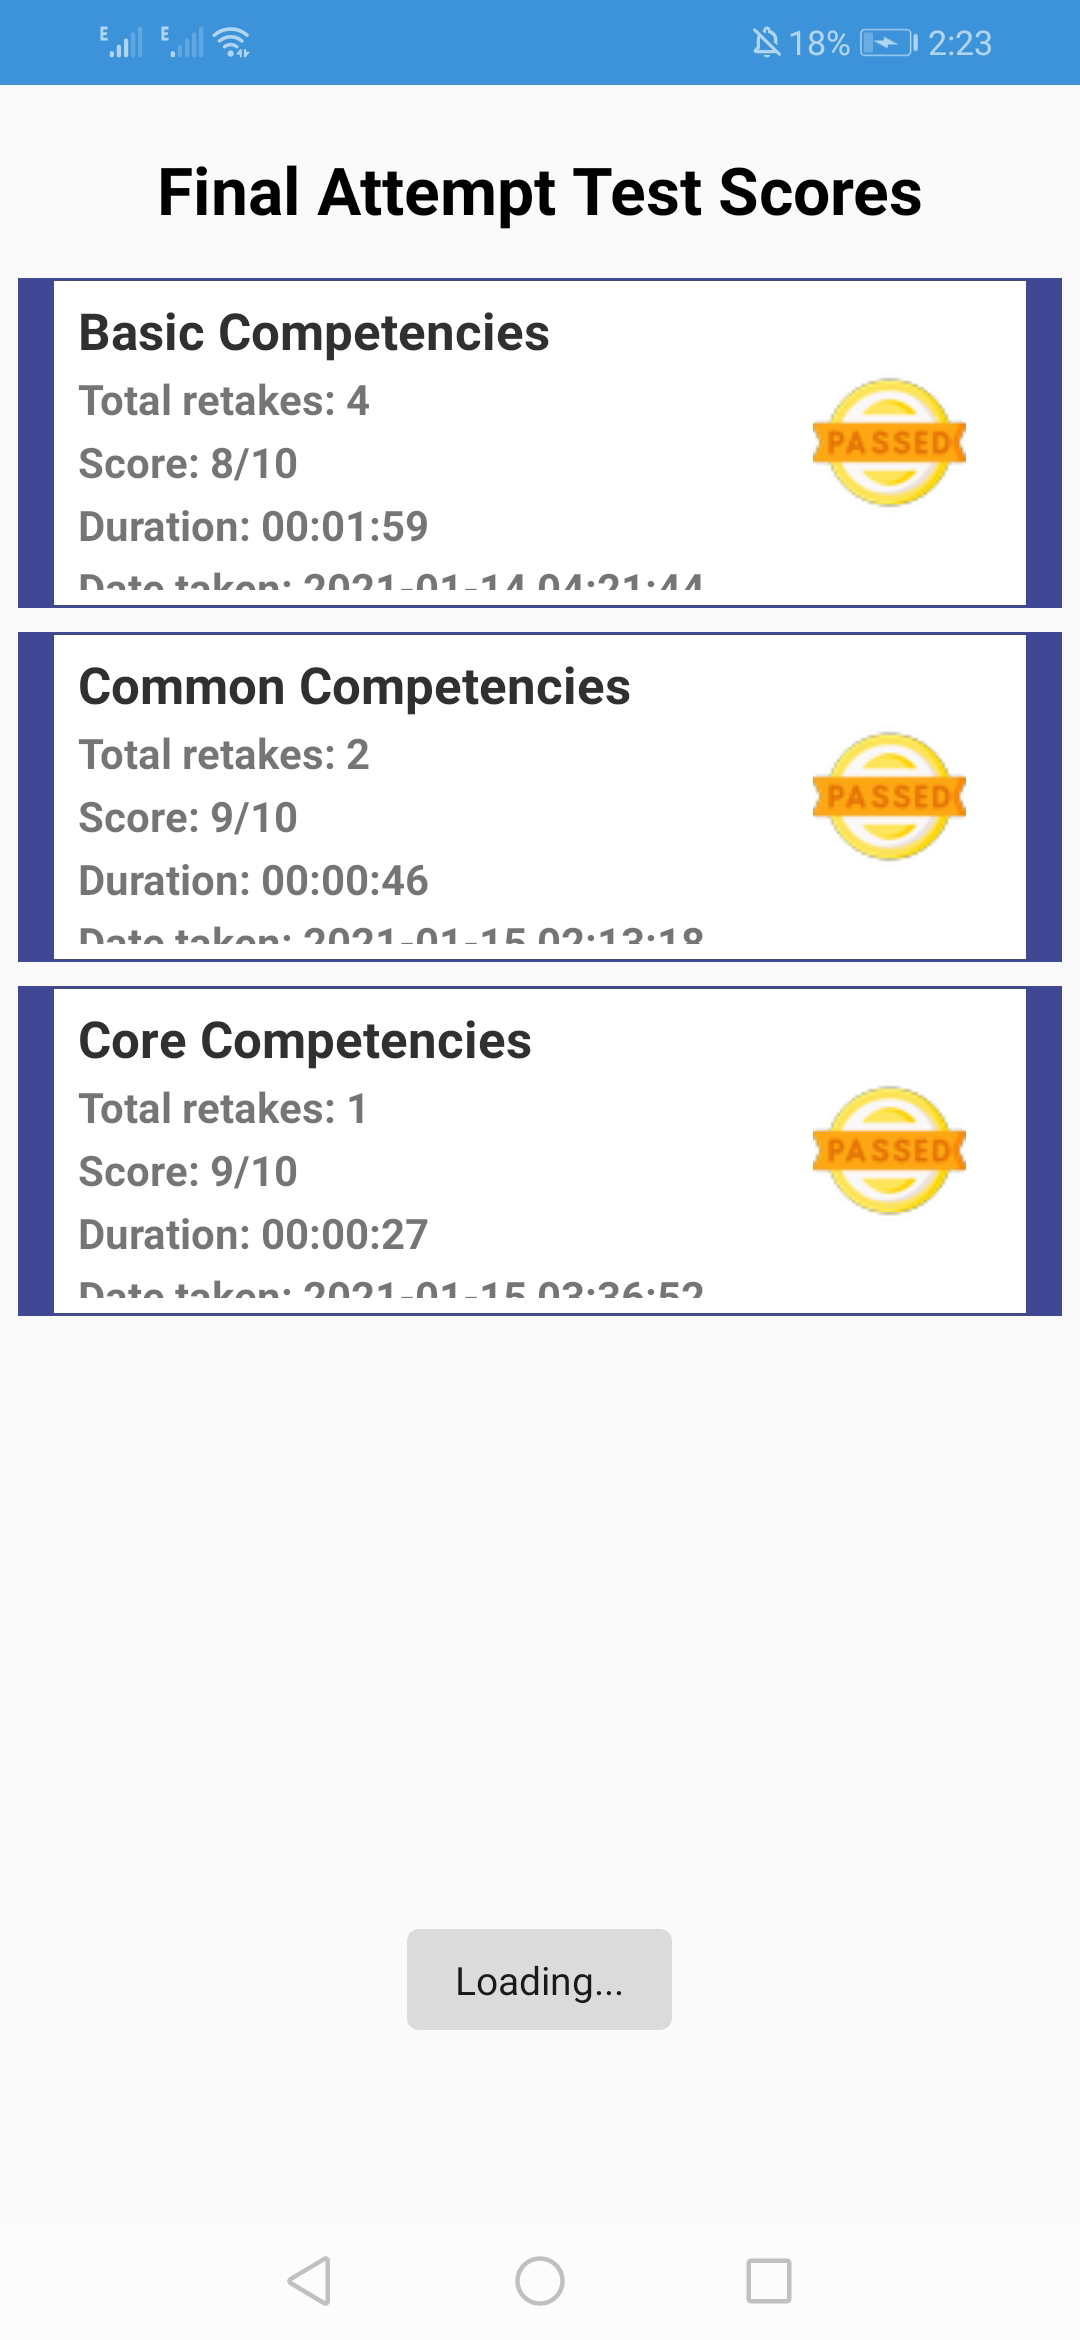 E E 18% 2:23
Final Attempt Test Scores
Basic Competencies
Total retakes: 4
Score: 8/10
Duration: 00:01:59
Date taken: 2021-01-14 04:21:44
PASSED
Common Competencies
Total retakes: 2
Score: 9/10
Duration: 00:00:46
Date taken: 2021-01-15 02:13:18
PASSED
Core Competencies
Total retakes: 1
Score: 9/10
Duration: 00:00:27
Date taken: 2021-01-15 03:36:52
PASSED
Loading...